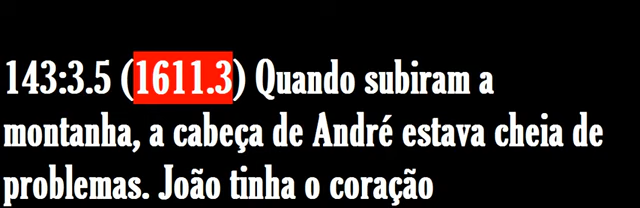 143:3.5 (1611.3) Quando subiram a
montanha, a cabeça de André estava cheia de
problemas. João tinha o coração